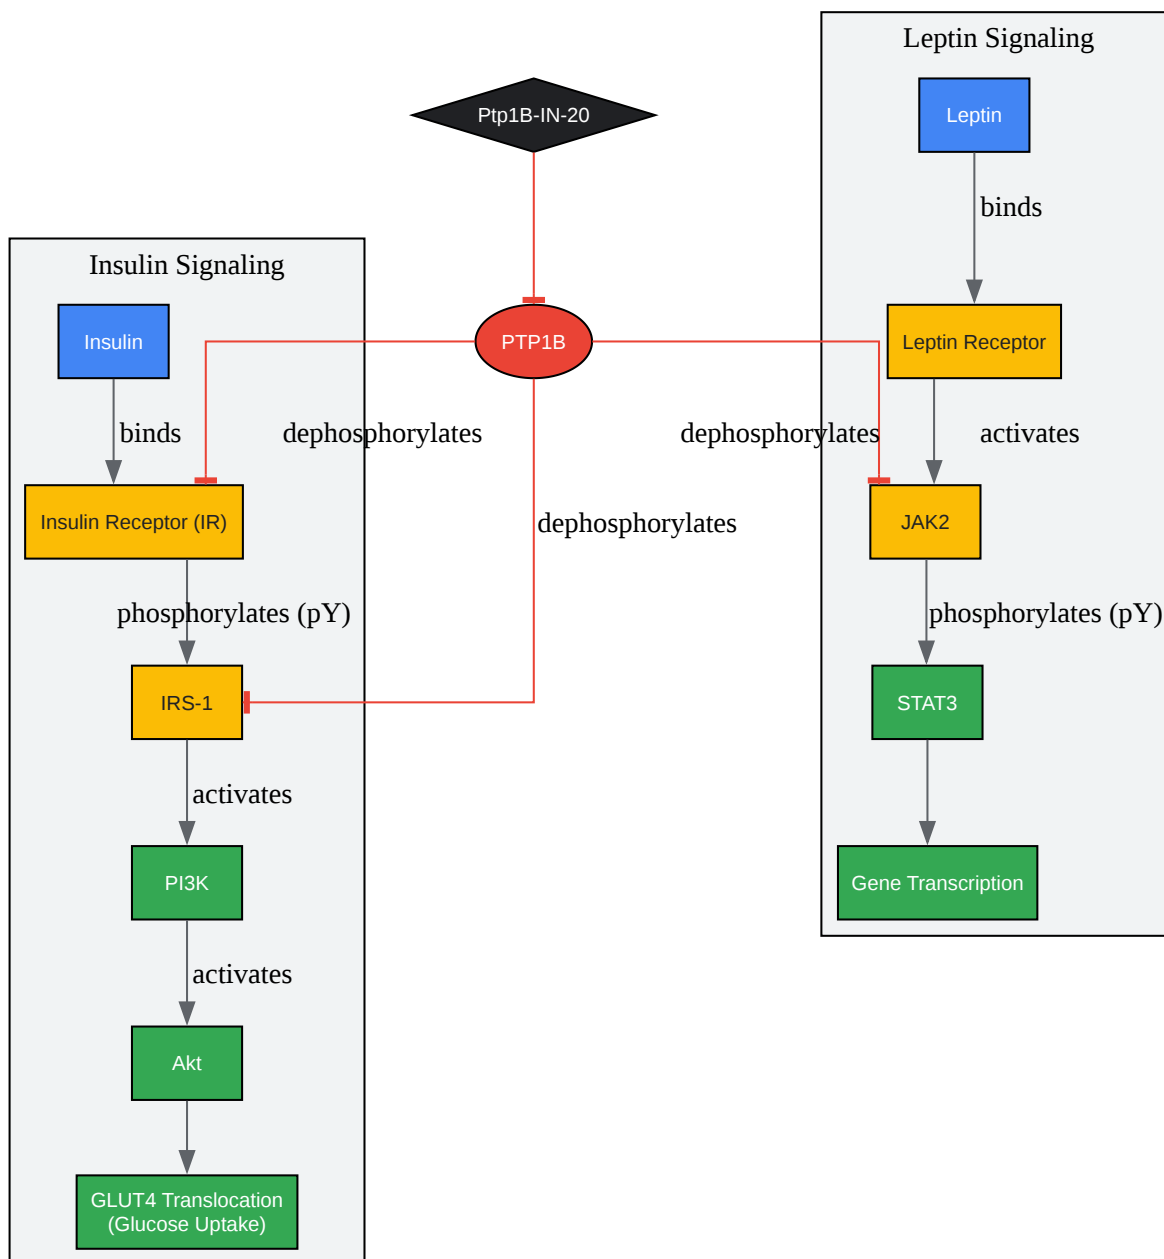 Leptin Signaling
Ptp1B-IN-20
Leptin
binds
Insulin Signaling
Insulin
PTP1B
Leptin Receptor
binds
dephosphorylates
dephosphorylates
activates
Insulin Receptor (IR)
dephosphorylates
JAK2
phosphorylates (pY)
phosphorylates (pY)
IRS-1
STAT3
activates
PI3K
Gene Transcription
activates
Akt
GLUT4 Translocation
(Glucose Uptake)